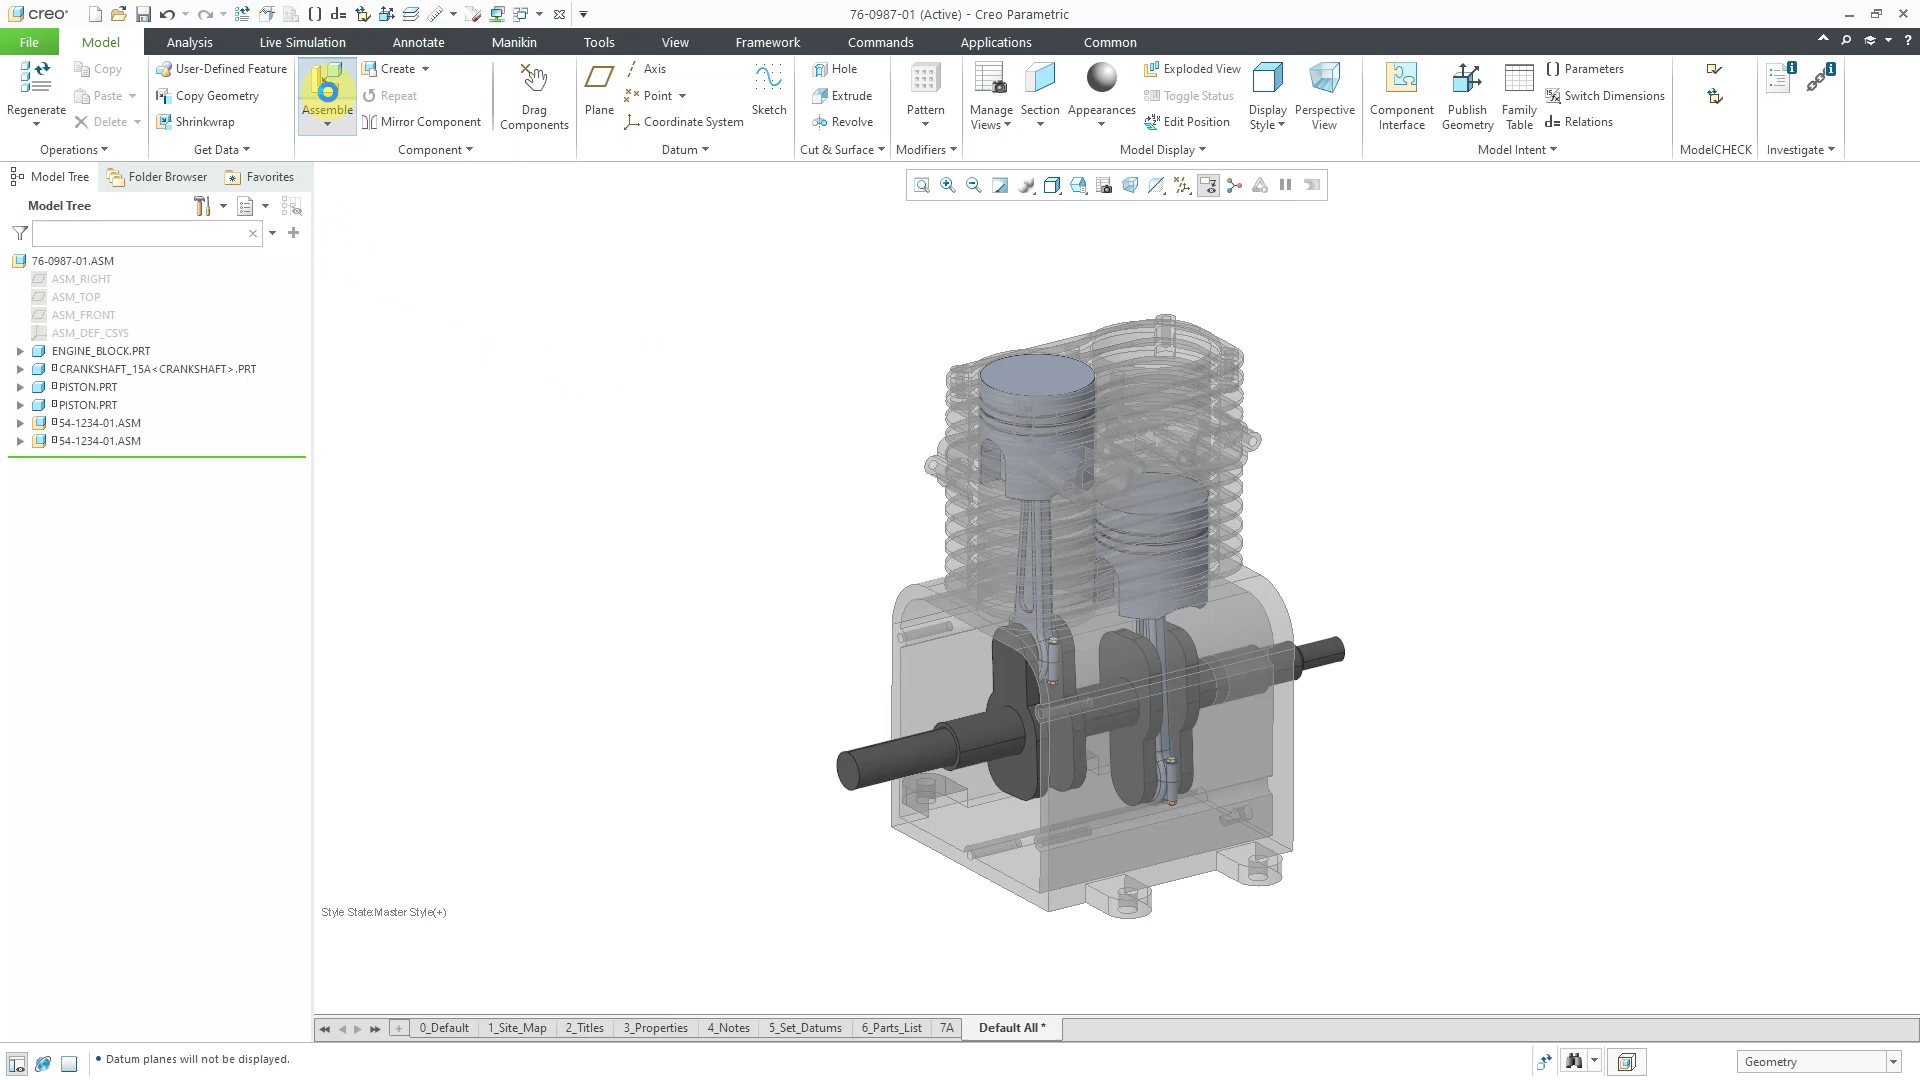 creo
76-0987-01 (Active) - Creo Parametric
File Model Analysis Live Simulation Annotate Manikin Tools View Framework Commands Applications Common
Regenerate
Copy
Paste
Delete
Operations
User-Defined Feature
Copy Geometry
Shrinkwrap
Get Data
Assemble
Create
Repeat
Mirror Component
Drag
Components
Component
Plane
Axis
Point
Coordinate System
Sketch
Datum
Hole
Extrude
Revolve
Cut & Surface
Pattern
Modifiers
Manage
Views
Section
Appearances
Exploded View
Toggle Status
Edit Position
Display
Style
Perspective
View
Model Display
Component
Interface
Publish
Geometry
Family
Table
Parameters
Switch Dimensions
d= Relations
Model Intent
ModelCHECK
Investigate
Model Tree Folder Browser Favorites
Model Tree
76-0987-01.ASM
ASM_RIGHT
ASM_TOP
ASM_FRONT
ASM_DEF_CSYS
ENGINE_BLOCK.PRT
CRANKSHAFT_15A<CRANKSHAFT>.PRT
PISTON.PRT
PISTON.PRT
54-1234-01.ASM
54-1234-01.ASM
Style State:Master Style(+)
0_Default 1_Site_Map 2_Titles 3_Properties 4_Notes 5_Set_Datums 6_Parts_List 7A Default All *
• Datum planes will not be displayed.
Geometry